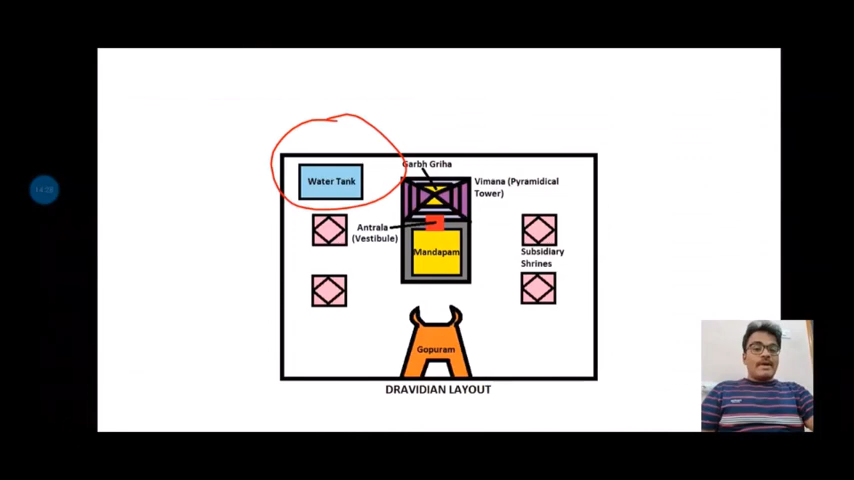 Garbh Griha
Water Tank
Vimana (Pyramidical
Tower)
Antrala
(Vestibule)
Mandapam
Subsidiary
Shrines
Gopuram
DRAVIDIAN LAYOUT